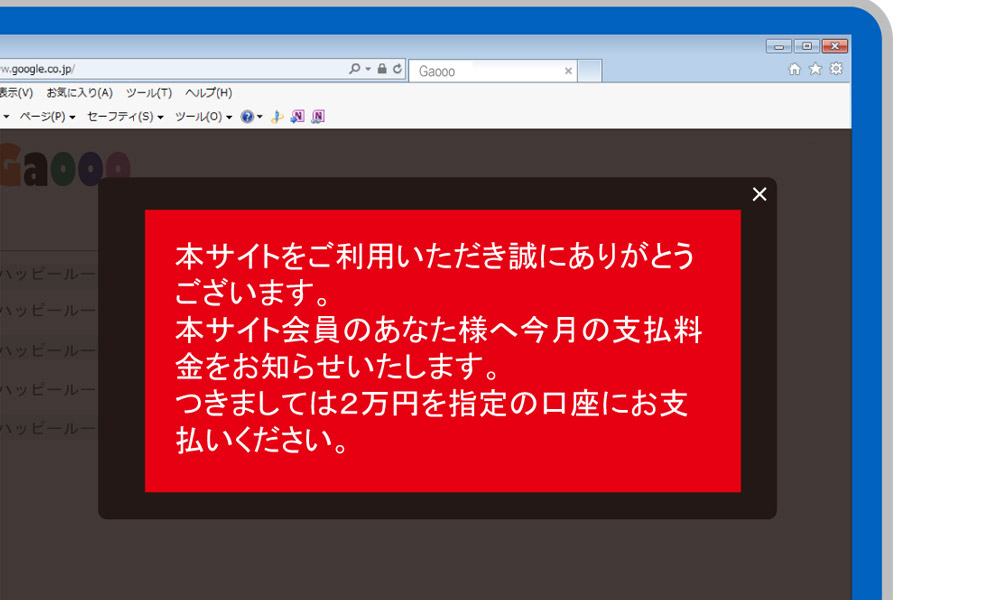 w.google.co.jp/
Gaooo
表示(V) お気に入り(A) ツール(T) ヘルプ(H)
ページ(P) セーフティ(S) ツール(O)
Gaooo
本サイトをご利用いただき誠にありがとう
ございます。
本サイト会員のあなた様へ今月の支払料
金をお知らせいたします。
つきましては２万円を指定の口座にお支
払いください。
ハッピールー
ハッピールー
ハッピールー
ハッピールー
ハッピールー